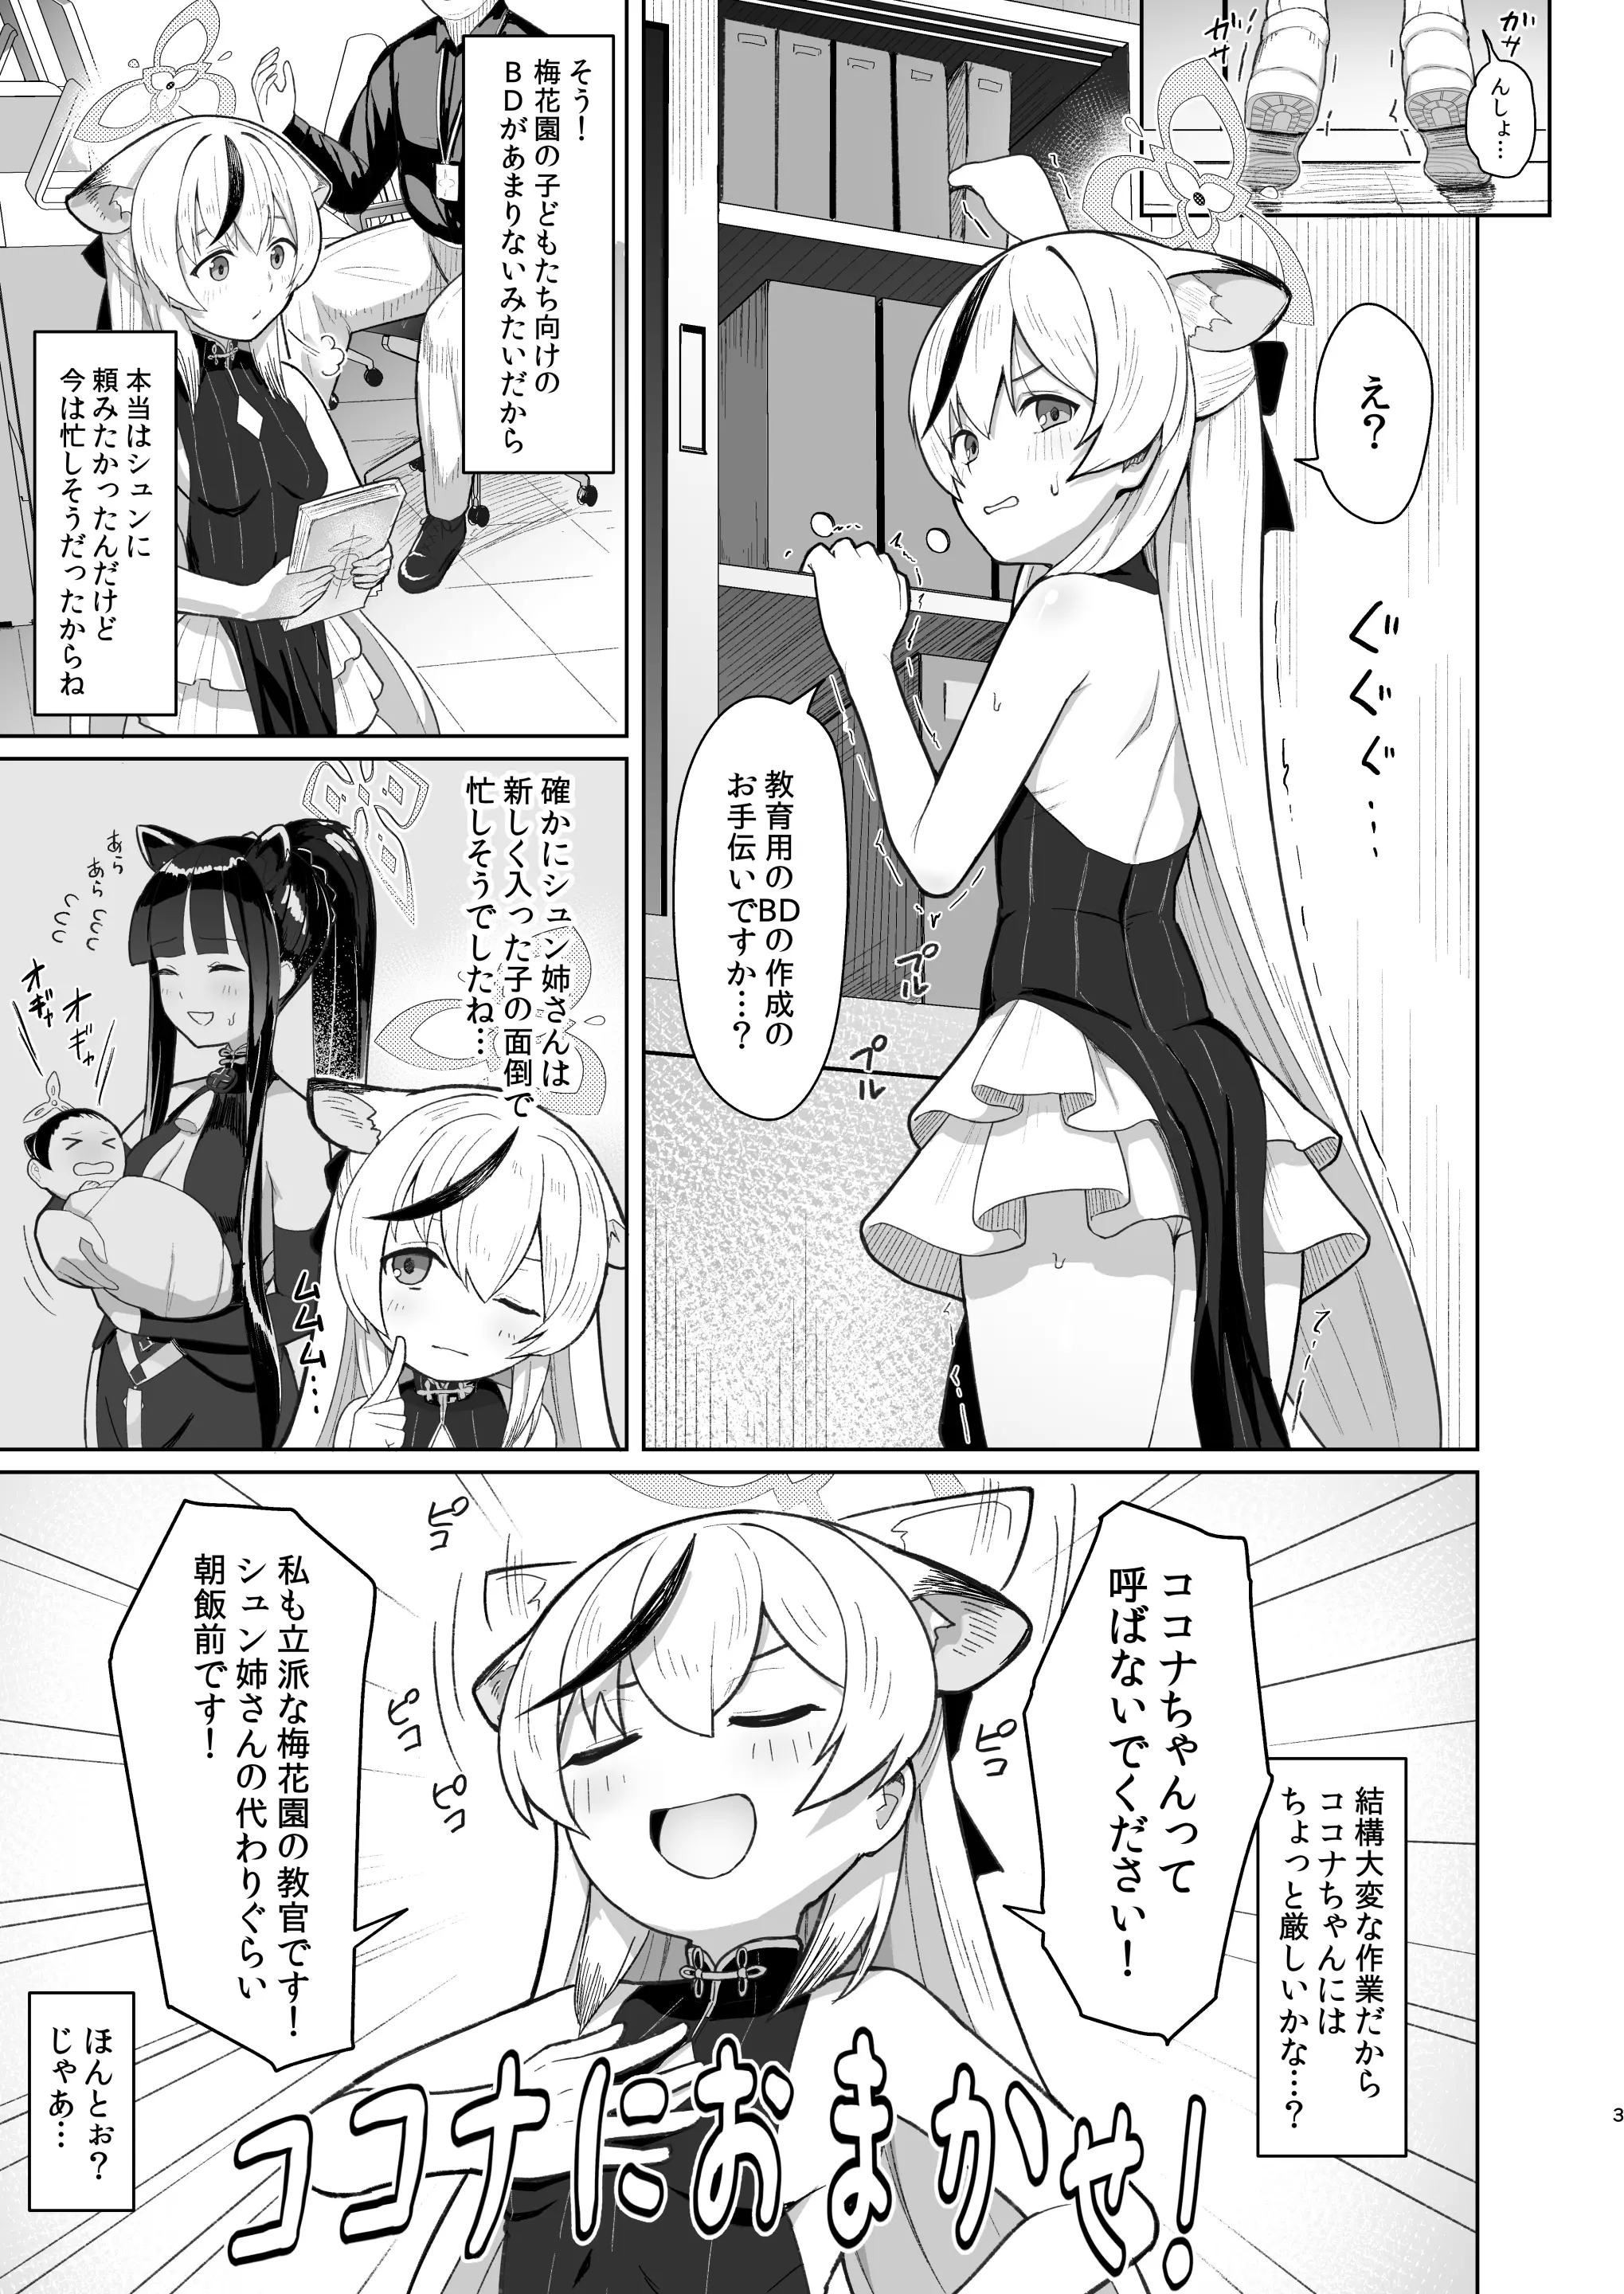 ガサ
ガサ
んしょ…
え？
ぐぐぐ…
教育用のBDの作成の
お手伝いですか…？
プル
プル
そう！
梅花園の子どもたち向けの
BDがあまりないみたいだから
本当はシュンに
頼みたかったんだけど
今は忙しそうだったからね
確かにシュン姉さんは
新しく入った子の面倒で
忙しそうでしたね…
あら
あら
オギャ
オギャ
ムムム…
結構大変な作業だから
ココナちゃんには
ちょっと厳しいかな…？
ココナちゃんって
呼ばないでください！
ピコ
ピコ
ピコ
ピコ
私も立派な梅花園の教官です！
シュン姉さんの代わりぐらい
朝飯前です！
ココナにおまかせ！
ほんとぉ？
じゃあ…
3